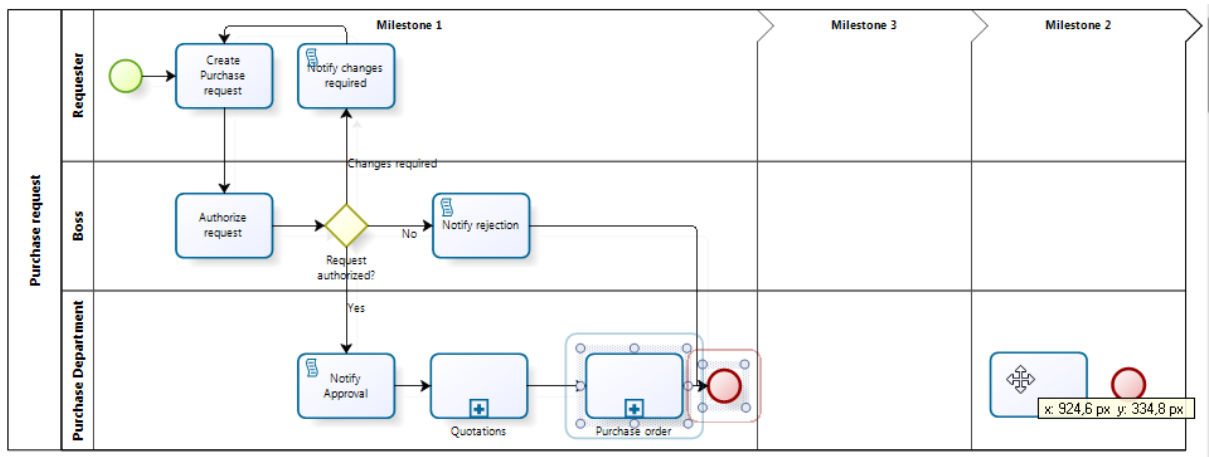 Milestone 1
Milestone 3
Milestone 2
Purchase request
Requester
Create
Purchase
request
Notify changes
required
Changes required
Boss
Authorize
request
Request
authorized?
No
Notify rejection
Yes
Purchase Department
Notify
Approval
Quotations
Purchase order
x: 924,6 px y: 334,8 px